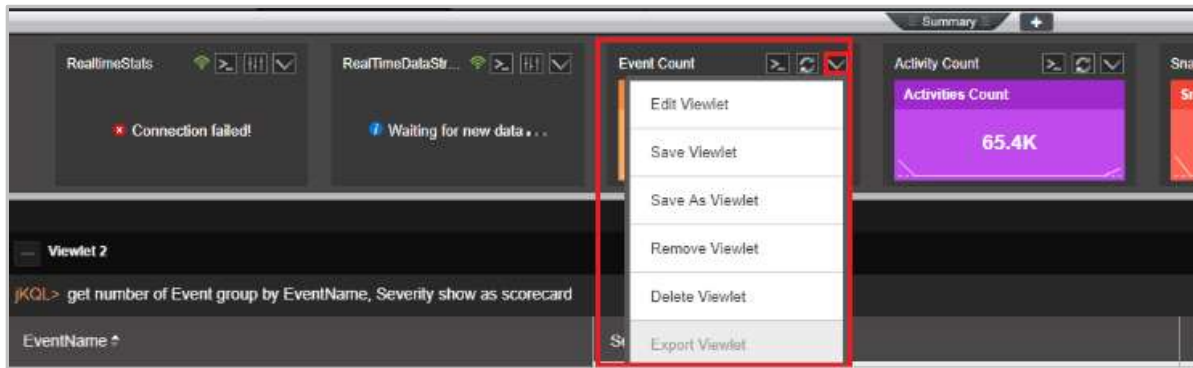 Summary
RealtimeStats
Connection failed!
RealTimeDataStr...
Waiting for new data . . .
Event Count
Edit Viewlet
Save Viewlet
Save As Viewlet
Remove Viewlet
Delete Viewlet
Export Viewlet
Activity Count
Activities Count
65.4K
Sna
Viewlet 2
jKQL> get number of Event group by EventName, Severity show as scorecard
EventName